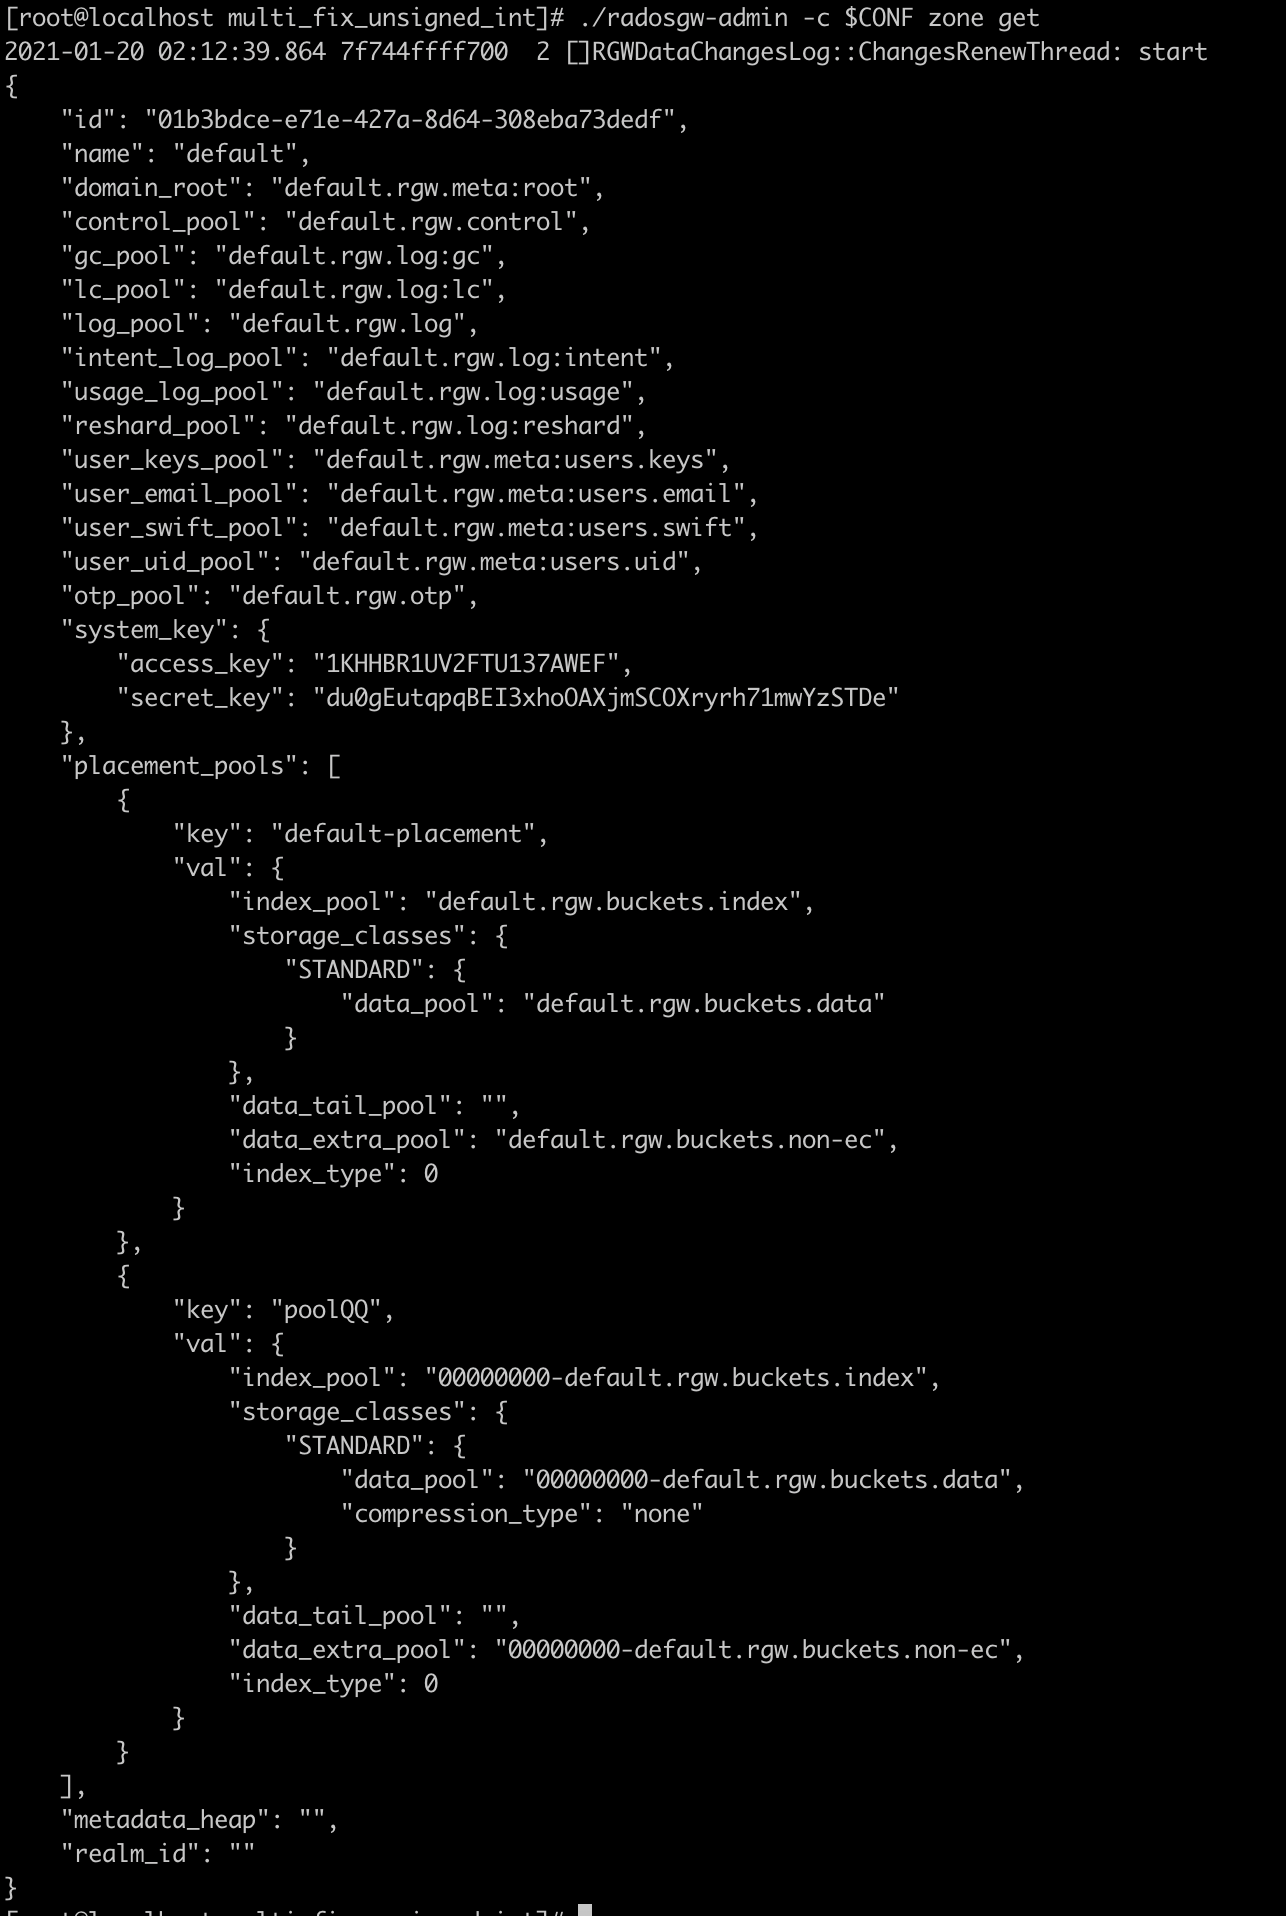 [root@localhost multi_fix_unsigned_int]# ./radosgw-admin -c $CONF zone get
2021-01-20 02:12:39.864 7f744ffff700  2 []RGWDataChangesLog::ChangesRenewThread: start
{
    "id": "01b3bdce-e71e-427a-8d64-308eba73dedf",
    "name": "default",
    "domain_root": "default.rgw.meta:root",
    "control_pool": "default.rgw.control",
    "gc_pool": "default.rgw.log:gc",
    "lc_pool": "default.rgw.log:lc",
    "log_pool": "default.rgw.log",
    "intent_log_pool": "default.rgw.log:intent",
    "usage_log_pool": "default.rgw.log:usage",
    "reshard_pool": "default.rgw.log:reshard",
    "user_keys_pool": "default.rgw.meta:users.keys",
    "user_email_pool": "default.rgw.meta:users.email",
    "user_swift_pool": "default.rgw.meta:users.swift",
    "user_uid_pool": "default.rgw.meta:users.uid",
    "otp_pool": "default.rgw.otp",
    "system_key": {
        "access_key": "1KHHBR1UV2FTU137AWEF",
        "secret_key": "du0gEutqpqBEI3xhoOAXjmSCOXryrh71mwYzSTDe"
    },
    "placement_pools": [
        {
            "key": "default-placement",
            "val": {
                "index_pool": "default.rgw.buckets.index",
                "storage_classes": {
                    "STANDARD": {
                        "data_pool": "default.rgw.buckets.data"
                    }
                },
                "data_tail_pool": "",
                "data_extra_pool": "default.rgw.buckets.non-ec",
                "index_type": 0
            }
        },
        {
            "key": "poolQQ",
            "val": {
                "index_pool": "00000000-default.rgw.buckets.index",
                "storage_classes": {
                    "STANDARD": {
                        "data_pool": "00000000-default.rgw.buckets.data",
                        "compression_type": "none"
                    }
                },
                "data_tail_pool": "",
                "data_extra_pool": "00000000-default.rgw.buckets.non-ec",
                "index_type": 0
            }
        }
    ],
    "metadata_heap": "",
    "realm_id": ""
}